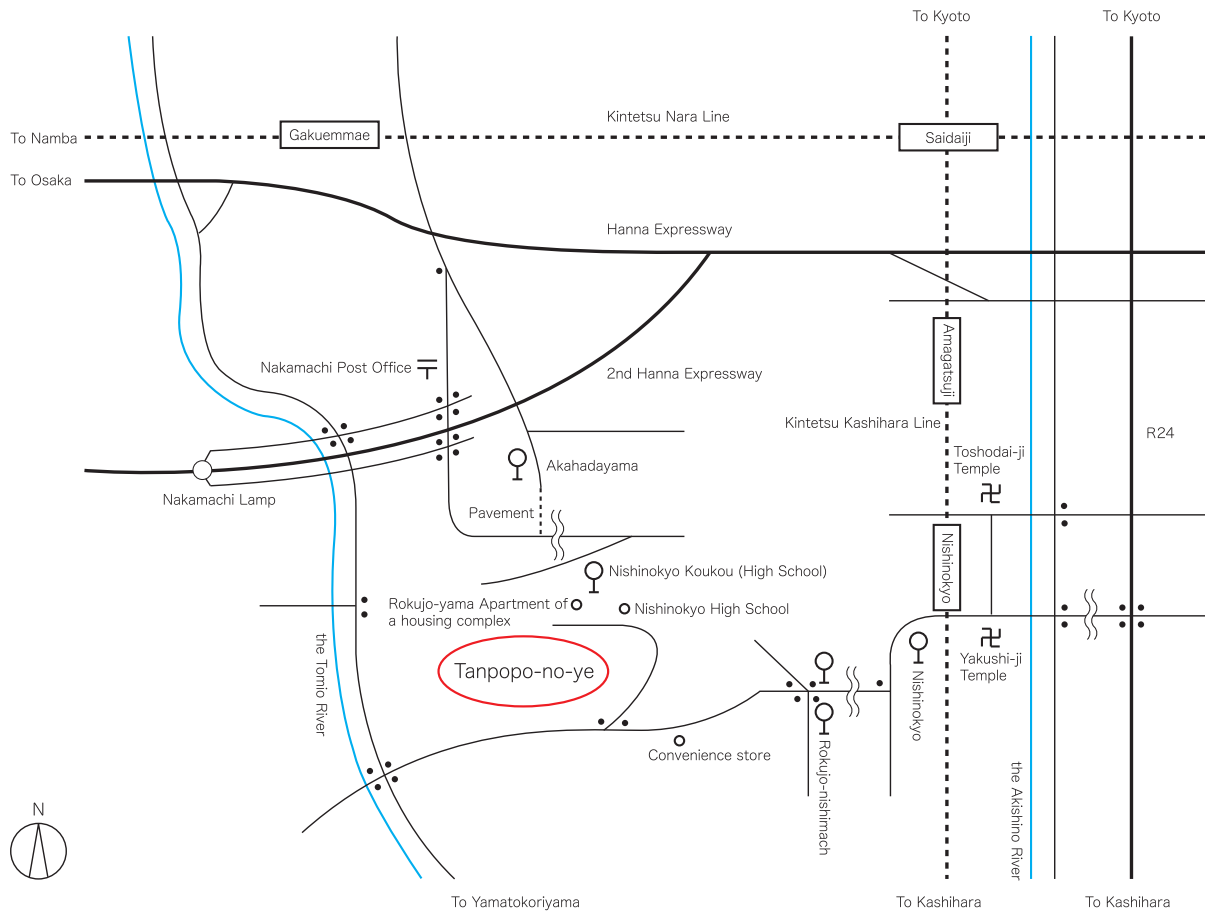 To Kyoto
To Kyoto
Kintetsu Nara Line
To Namba
Gakuemmae
Saidaiji
To Osaka
Hanna Expressway
Amagatsuji
Nakamachi Post Office
2nd Hanna Expressway
Kintetsu Kashihara Line
R24
Toshodai-ji
Temple
Akahadayama
Nakamachi Lamp
Pavement
Nishinokyo
Nishinokyo Koukou (High School)
Rokujo-yama Apartment of
a housing complex
Nishinokyo High School
the Tomio River
Tanpopo-no-ye
Nishinokyo
Yakushi-ji
Temple
Convenience store
Rokujo-nishimach
the Akishino River
N
To Yamatokoriyama
To Kashihara
To Kashihara